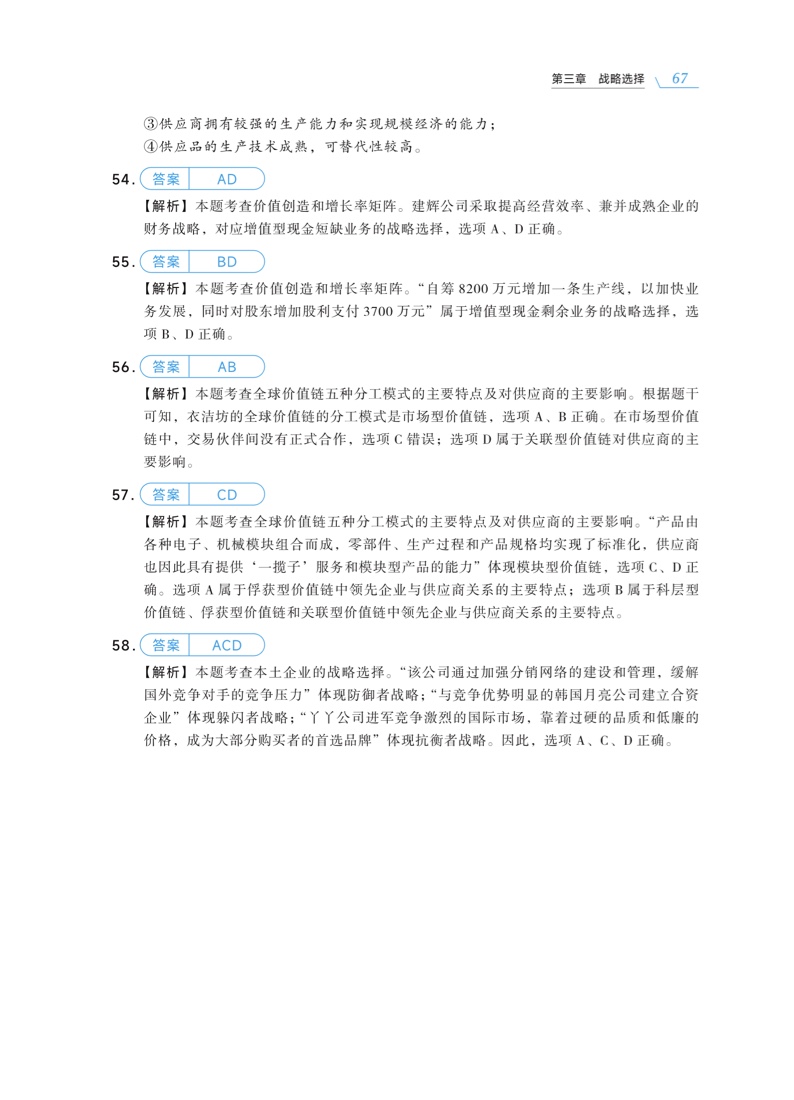 第三章　战略选择　67
③供应商拥有较强的生产能力和实现规模经济的能力；
④供应品的生产技术成熟，可替代性较高。
54. 答案　AD
【解析】本题考查价值创造和增长率矩阵。建辉公司采取提高经营效率、兼并成熟企业的
财务战略，对应增值型现金短缺业务的战略选择，选项 A、D 正确。
55. 答案　BD
【解析】本题考查价值创造和增长率矩阵。“自筹 8200 万元增加一条生产线，以加快业
务发展，同时对股东增加股利支付 3700 万元”属于增值型现金剩余业务的战略选择，选
项 B、D 正确。
56. 答案　AB
【解析】本题考查全球价值链五种分工模式的主要特点及对供应商的主要影响。根据题干
可知，衣洁坊的全球价值链的分工模式是市场型价值链，选项 A、B 正确。在市场型价值
链中，交易伙伴间没有正式合作，选项 C 错误；选项 D 属于关联型价值链对供应商的主
要影响。
57. 答案　CD
【解析】本题考查全球价值链五种分工模式的主要特点及对供应商的主要影响。“产品由
各种电子、机械模块组合而成，零部件、生产过程和产品规格均实现了标准化，供应商
也因此具有提供‘一揽子’服务和模块型产品的能力”体现模块型价值链，选项 C、D 正
确。选项 A 属于俘获型价值链中领先企业与供应商关系的主要特点；选项 B 属于科层型
价值链、俘获型价值链和关联型价值链中领先企业与供应商关系的主要特点。
58. 答案　ACD
【解析】本题考查本土企业的战略选择。“该公司通过加强分销网络的建设和管理，缓解
国外竞争对手的竞争压力”体现防御者战略；“与竞争优势明显的韩国月亮公司建立合资
企业”体现躲闪者战略；“丫丫公司进军竞争激烈的国际市场，靠着过硬的品质和低廉的
价格，成为大部分购买者的首选品牌”体现抗衡者战略。因此，选项 A、C、D 正确。